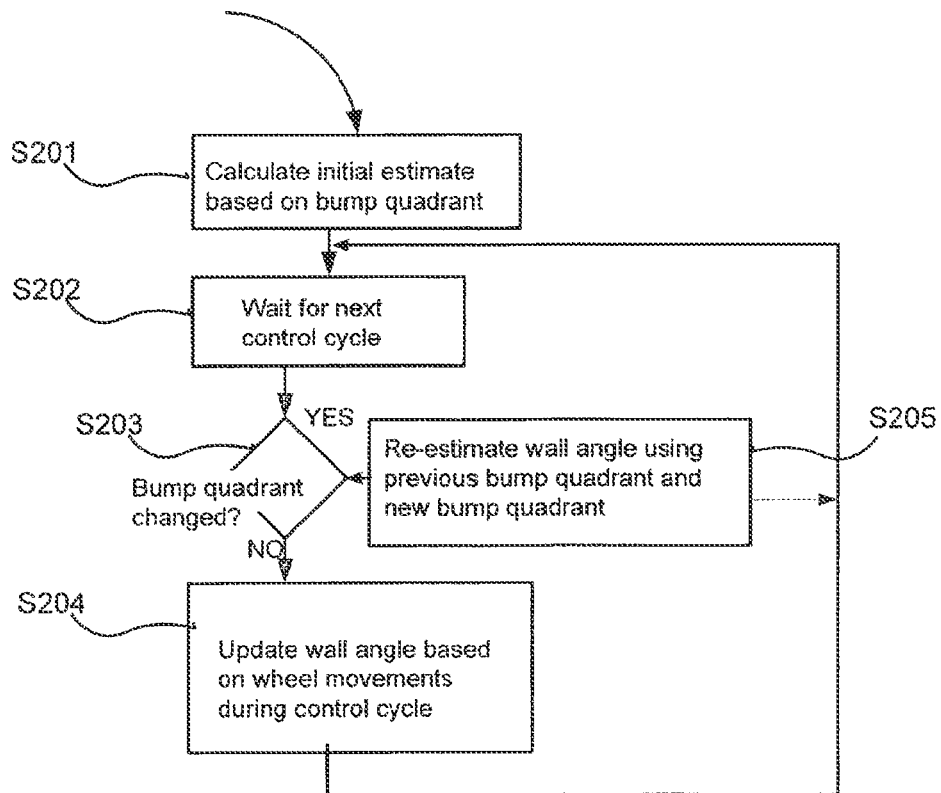 S201
Calculate initial estimate
based on bump quadrant
S202
Wait for next
control cycle
S203
YES
Bump quadrant
changed?
NO
S205
Re-estimate wall angle using
previous bump quadrant and
new bump quadrant
S204
Update wall angle based
on wheel movements
during control cycle